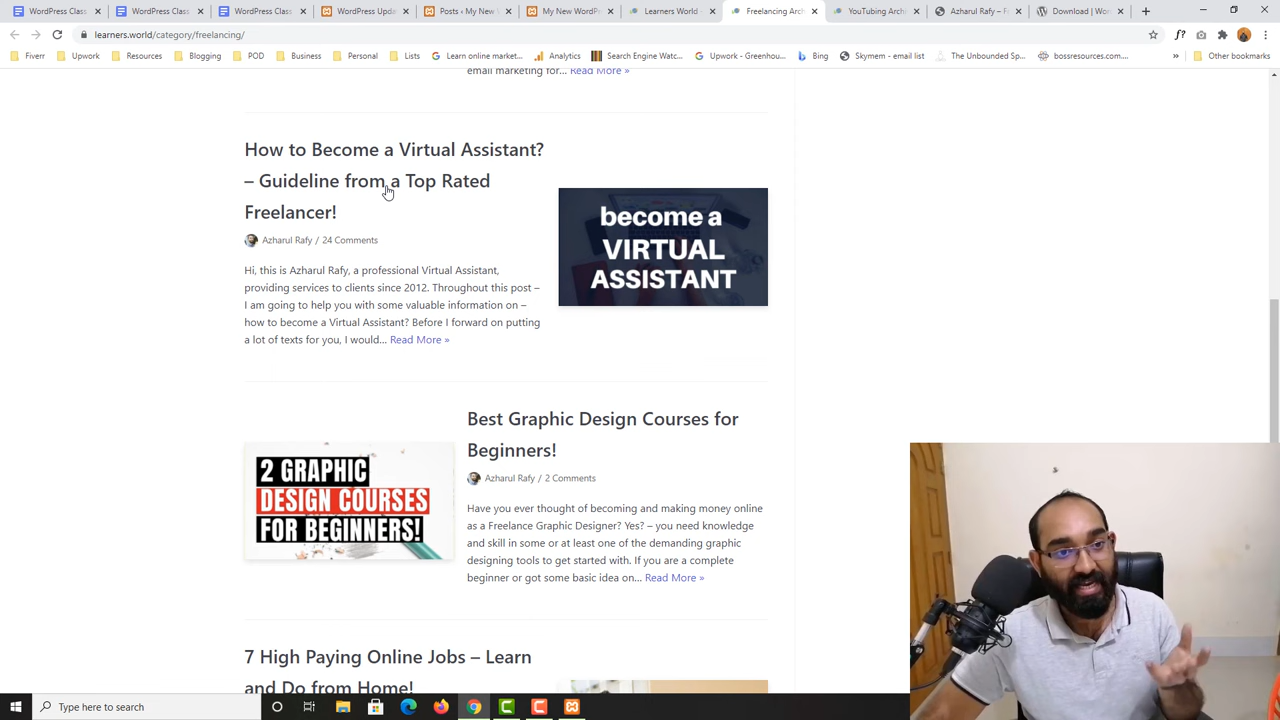 WordPress Class
WordPress Class
WordPress Class
WordPress Upda
Posts ‹ My New
My New WordPr
Learners World -
Freelancing Arch
YouTubing Archi
Azharul Rafy – F
Download | Wor
learners.world/category/freelancing/
Fiverr
Upwork
Resources
Blogging
POD
Business
Personal
Lists
Learn online market...
Analytics
Search Engine Watc...
Upwork - Greenhou...
Bing
Skymem - email list
The Unbounded Sp...
bossresources.com...
»
Other bookmarks
email marketing for... Read More »
How to Become a Virtual Assistant?
– Guideline from a Top Rated
Freelancer!
Azharul Rafy / 24 Comments
Hi, this is Azharul Rafy, a professional Virtual Assistant,
providing services to clients since 2012. Throughout this post –
I am going to help you with some valuable information on –
how to become a Virtual Assistant? Before I forward on putting
a lot of texts for you, I would... Read More »
become a
VIRTUAL
ASSISTANT
2 GRAPHIC
DESIGN COURSES
FOR BEGINNERS!
Best Graphic Design Courses for
Beginners!
Azharul Rafy / 2 Comments
Have you ever thought of becoming and making money online
as a Freelance Graphic Designer? Yes? – you need knowledge
and skill in some or at least one of the demanding graphic
designing tools to get started with. If you are a complete
beginner or got some basic idea on... Read More »
7 High Paying Online Jobs – Learn
and Do from Home!
Type here to search